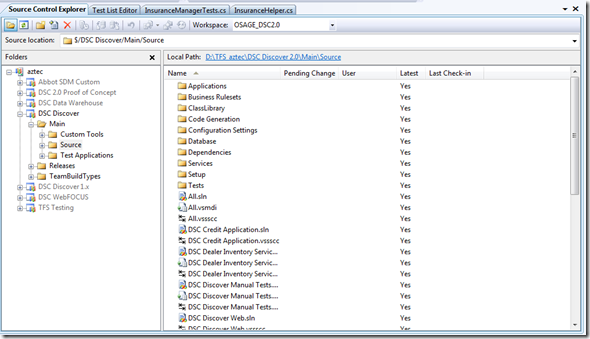 Source Control Explorer Test List Editor InsuranceManagerTests.cs InsuranceHelper.cs
Workspace: OSAGE_DSC2.0
Source location: $/DSC Discover/Main/Source
Folders
Local Path: D:\TFS_aztec\DSC Discover 2.0\Main\Source
aztec
Abbot SDM Custom
DSC 2.0 Proof of Concept
DSC Data Warehouse
DSC Discover
Main
Custom Tools
Source
Test Applications
Releases
TeamBuildTypes
DSC Discover 1.x
DSC WebFOCUS
TFS Testing
Name Pending Change User Latest Last Check-in
Applications Yes
Business Rulesets Yes
ClassLibrary Yes
Code Generation Yes
Configuration Settings Yes
Database Yes
Dependencies Yes
Services Yes
Setup Yes
Tests Yes
All.sln Yes
All.vsmdi Yes
All.vssscc Yes
DSC Credit Application.sln Yes
DSC Credit Application.vssscc Yes
DSC Dealer Inventory Servic... Yes
DSC Dealer Inventory Servic... Yes
DSC Dealer Inventory Servic... Yes
DSC Discover Manual Tests.... Yes
DSC Discover Manual Tests.... Yes
DSC Discover Manual Tests.... Yes
DSC Discover Web.sln Yes
DSC Discover Web.vssscc Yes